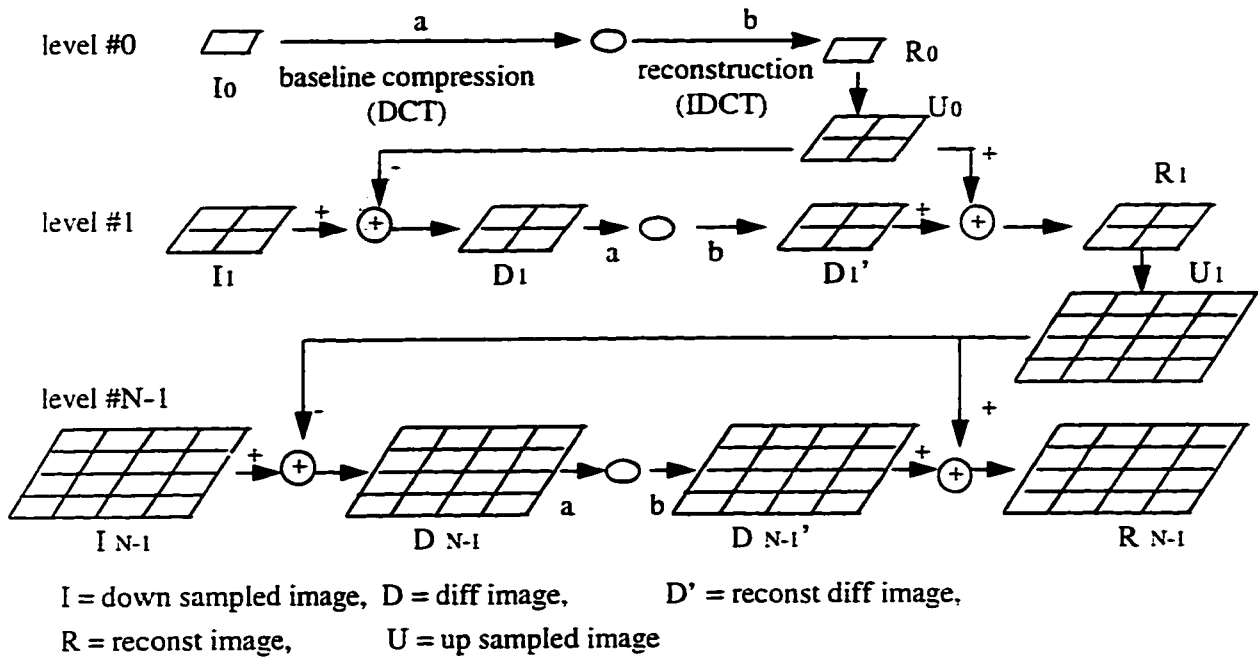 level #0
a
b
I0
baseline compression
(DCT)
reconstruction
(IDCT)
R0
U0
-
+
level #1
+
+
I1
D1
a
b
D1'
+
+
R1
U1
level #N-1
-
+
+
+
a
b
+
+
I N-1
D N-1
D N-1'
R N-1
I = down sampled image, D = diff image, D' = reconst diff image,
R = reconst image, U = up sampled image